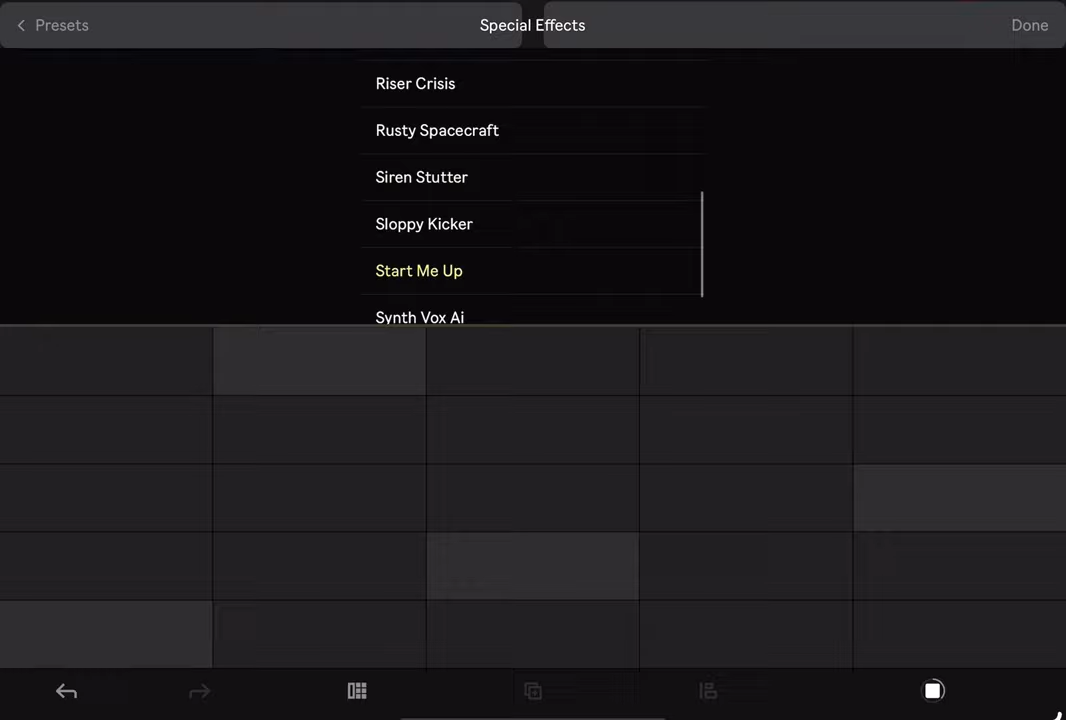 Presets
Special Effects
Done
Riser Crisis
Rusty Spacecraft
Siren Stutter
Sloppy Kicker
Start Me Up
Synth Vox Ai